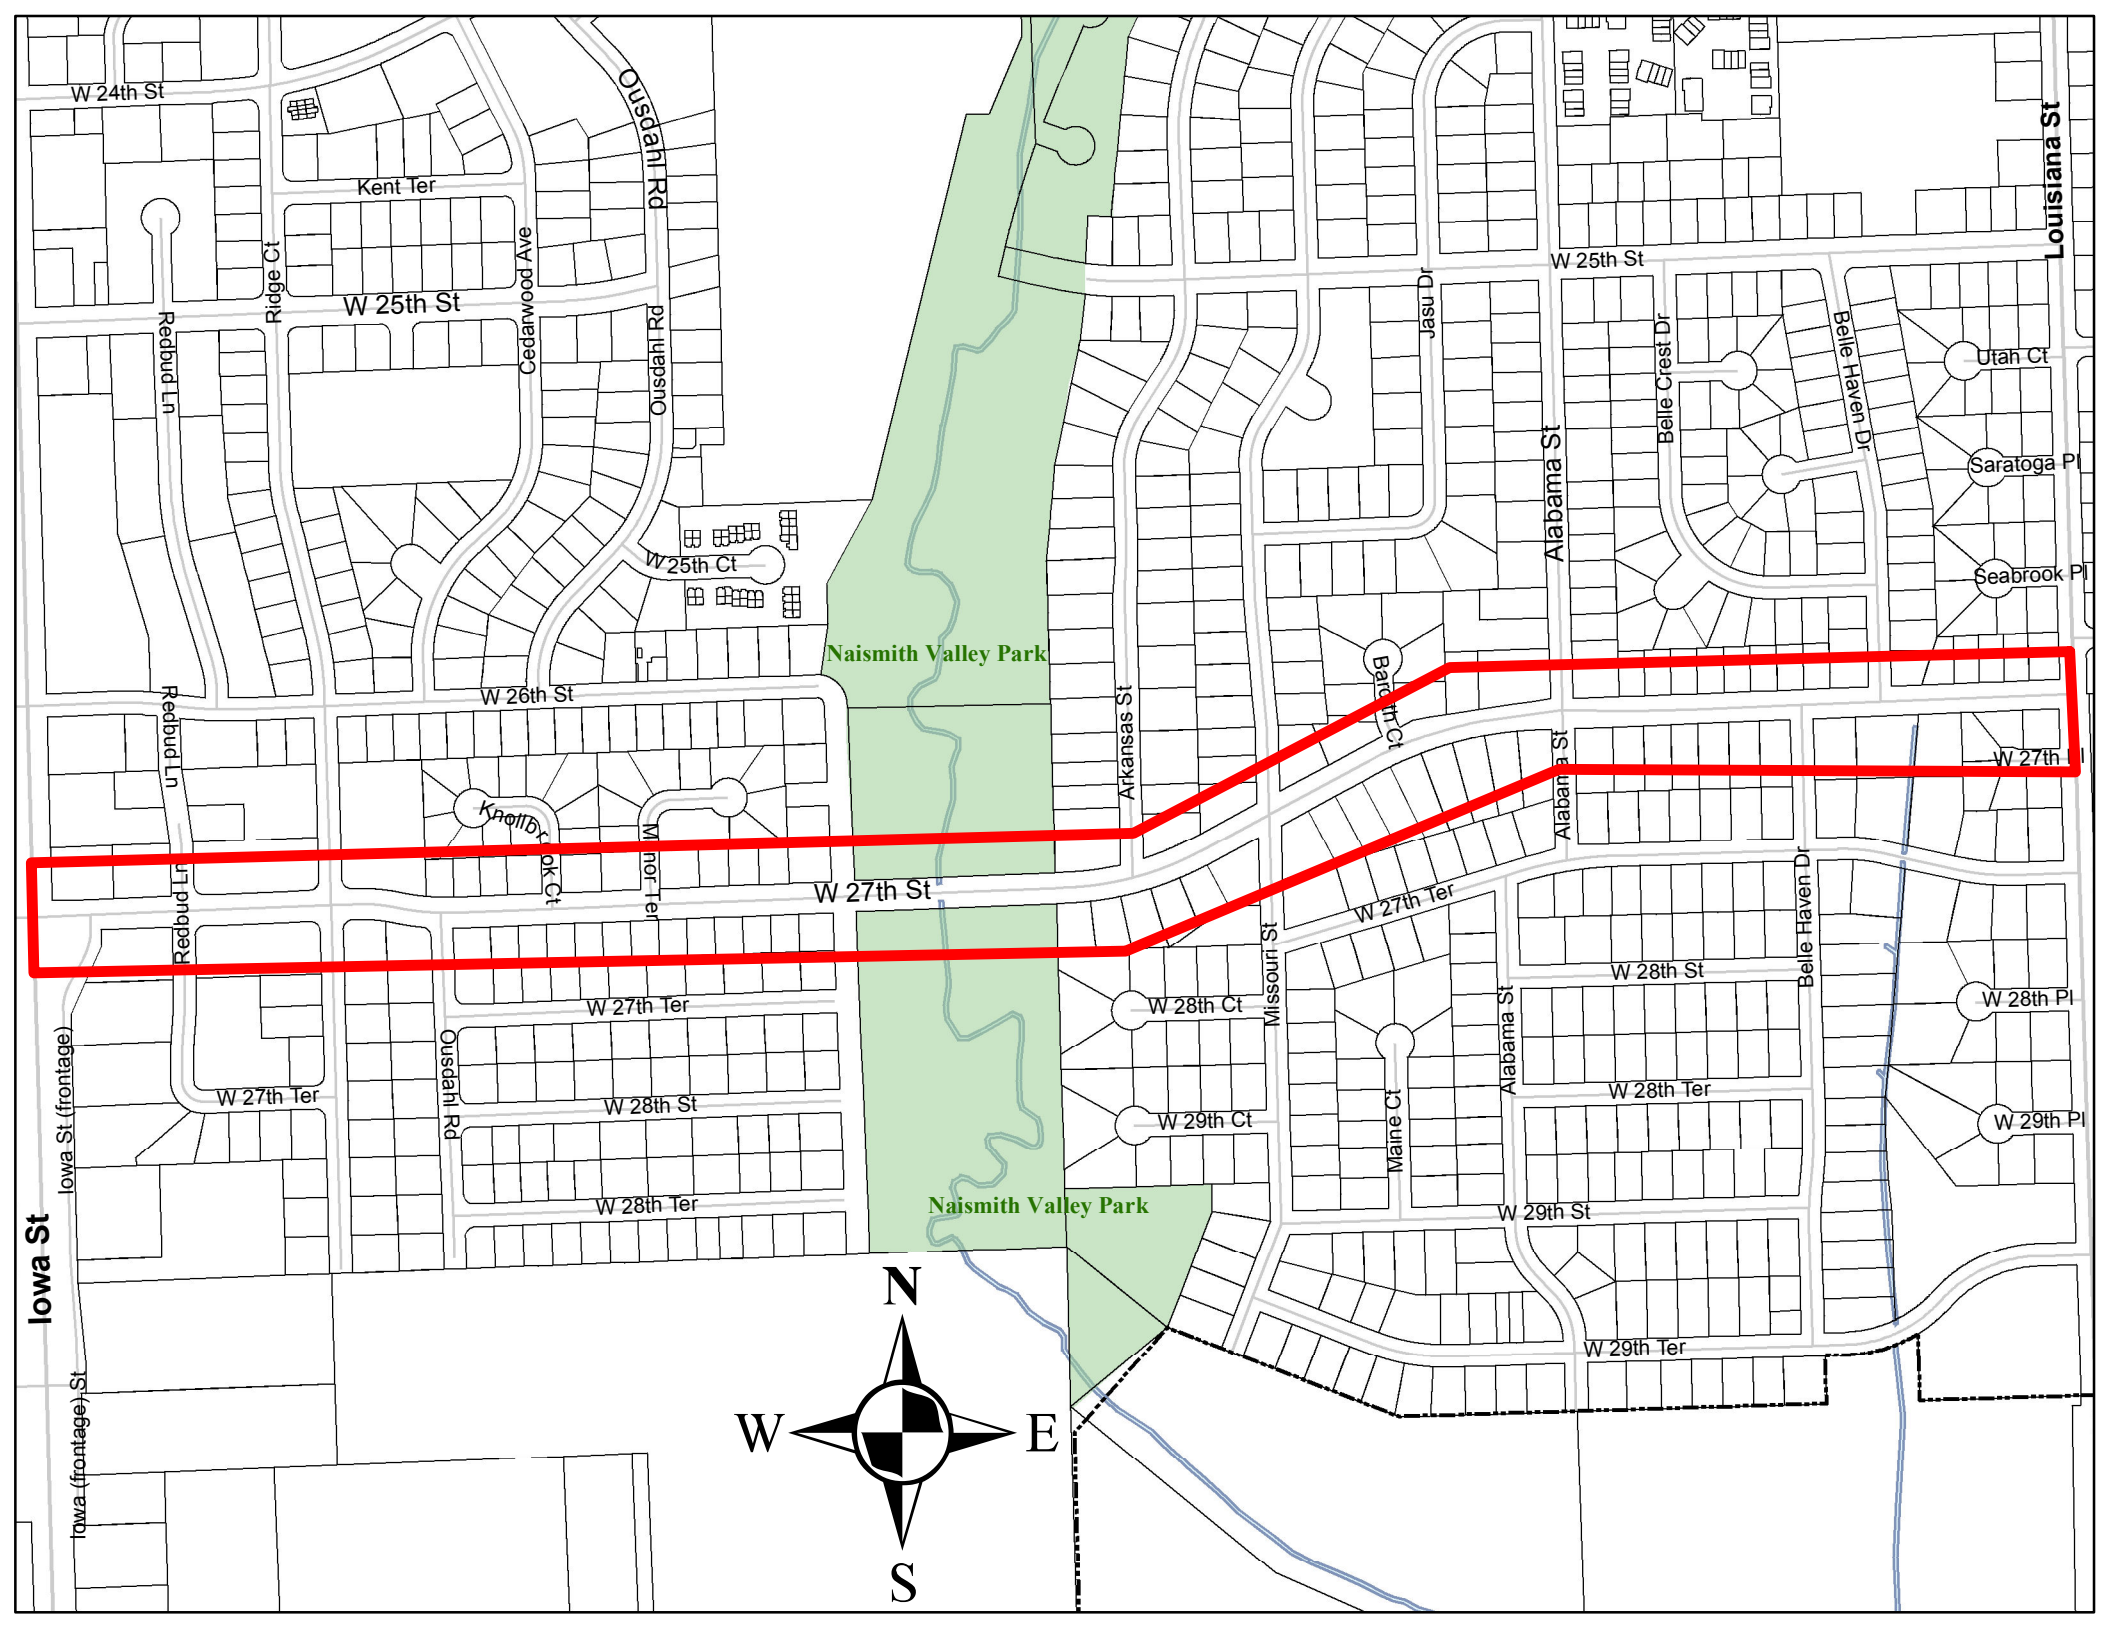 W 24th St
Ousdahl Rd
Louisiana St
Kent Ter
Ridge Ct
Cedarwood Ave
W 25th St
W 25th St
Jasu Dr
Redbud Ln
Ousdahl Rd
Belle Crest Dr
Belle Haven Dr
Utah Ct
Alabama St
Saratoga Pl
W 25th Ct
Seabrook Pl
Naismith Valley Park
Barotth Ct
W 26th St
Redbud Ln
Arkansas St
Alabama St
W 27th Pl
Knollbrook Ct
Minor Ter
W 27th St
Redbud Ln
W 27th Ter
Belle Haven Dr
Missouri St
W 28th St
W 27th Ter
W 28th Ct
Alabama St
W 28th Pl
Iowa St (frontage)
Ousdahl Rd
W 27th Ter
W 28th St
W 29th Ct
Maine Ct
W 28th Ter
W 29th Pl
W 28th Ter
Naismith Valley Park
W 29th St
Iowa St
N
W 29th Ter
Iowa (frontage) St
W
E
S